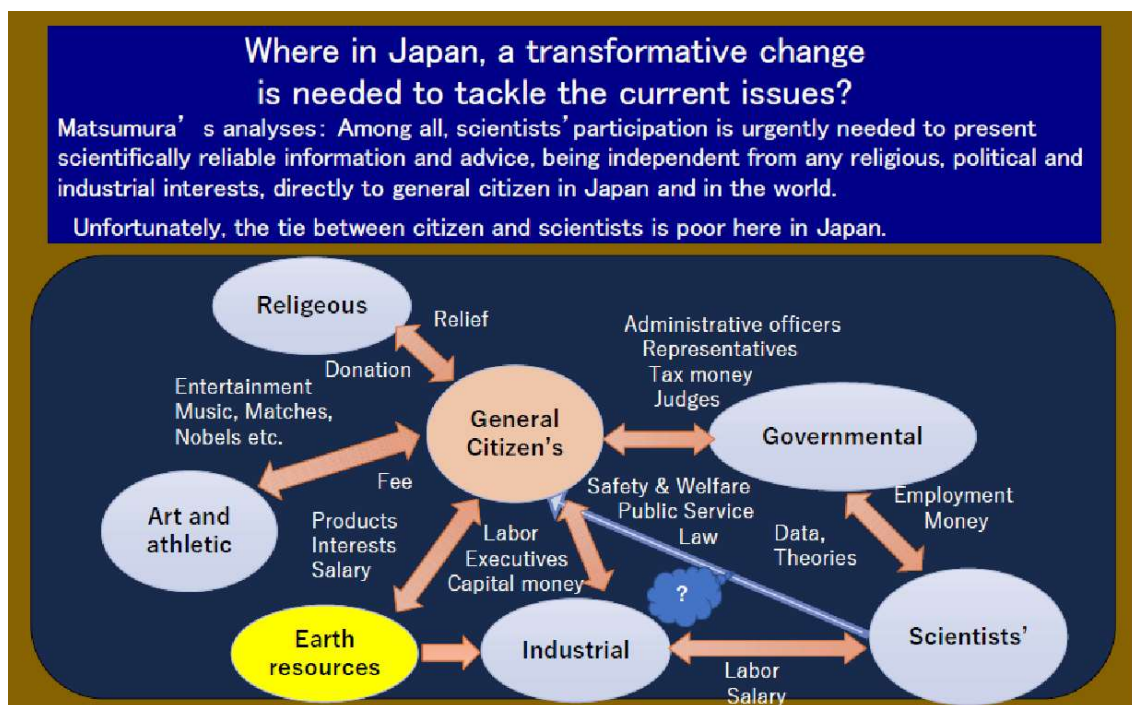 Where in Japan, a transformative change
is needed to tackle the current issues?
Matsumura’s analyses: Among all, scientists’ participation is urgently needed to present
scientifically reliable information and advice, being independent from any religious, political and
industrial interests, directly to general citizen in Japan and in the world.
Unfortunately, the tie between citizen and scientists is poor here in Japan.
Religeous
Relief
Donation
Administrative officers
Representatives
Tax money
Judges
Entertainment
Music, Matches,
Nobels etc.
General
Citizen's
Governmental
Fee
Safety & Welfare
Public Service
Law
Employment
Money
Art and
athletic
Products
Interests
Salary
Labor
Executives
Capital money
Data,
Theories
?
Earth
resources
Industrial
Scientists’
Labor
Salary